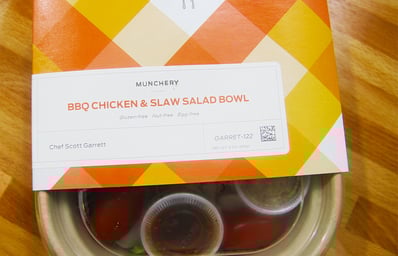 MUNCHERY
BBQ CHICKEN & SLAW SALAD BOWL
Gluten-free Nut-free Egg-free
Chef Scott Garrett
GARRET-122